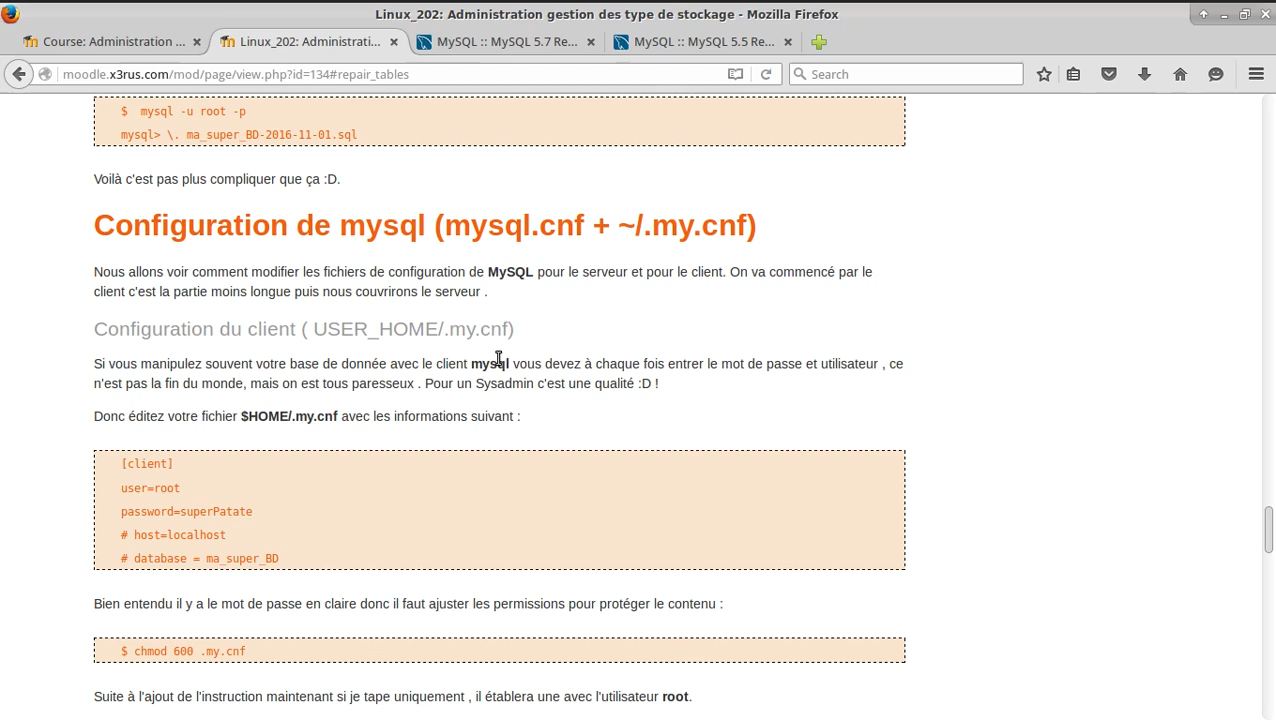 Linux_202: Administration gestion des type de stockage - Mozilla Firefox
Course: Administration ...
Linux_202: Administrati...
MySQL :: MySQL 5.7 Re...
MySQL :: MySQL 5.5 Re...
moodle.x3rus.com/mod/page/view.php?id=134#repair_tables
Search
$  mysql -u root -p
mysql> \. ma_super_BD-2016-11-01.sql
Voilà c'est pas plus compliquer que ça :D.
Configuration de mysql (mysql.cnf + ~/.my.cnf)
Nous allons voir comment modifier les fichiers de configuration de MySQL pour le serveur et pour le client. On va commencé par le
client c'est la partie moins longue puis nous couvrirons le serveur .
Configuration du client ( USER_HOME/.my.cnf)
Si vous manipulez souvent votre base de donnée avec le client mysql vous devez à chaque fois entrer le mot de passe et utilisateur , ce
n'est pas la fin du monde, mais on est tous paresseux . Pour un Sysadmin c'est une qualité :D !
Donc éditez votre fichier $HOME/.my.cnf avec les informations suivant :
[client]
user=root
password=superPatate
# host=localhost
# database = ma_super_BD
Bien entendu il y a le mot de passe en claire donc il faut ajuster les permissions pour protéger le contenu :
$ chmod 600 .my.cnf
Suite à l'ajout de l'instruction maintenant si je tape uniquement , il établera une avec l'utilisateur root.